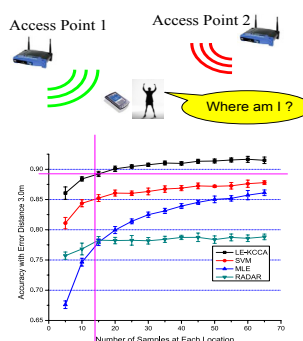 Access Point 2
Access Point 1
Where am I ?
Accuracy with Error Distance 3.0m
0.90
0.85
0.80
0.75
0.70
0.65
LE-KCCA
SVM
MLE
RADAR
0 10 20 30 40 50 60 70
Number of Samples at Each Location